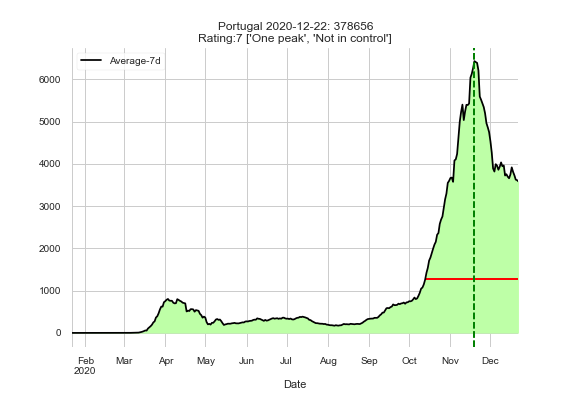 Portugal 2020-12-22: 378656
Rating:7 ['One peak', 'Not in control']
Average-7d
6000
5000
4000
3000
2000
1000
0
Feb Mar Apr May Jun Jul Aug Sep Oct Nov Dec
2020
Date